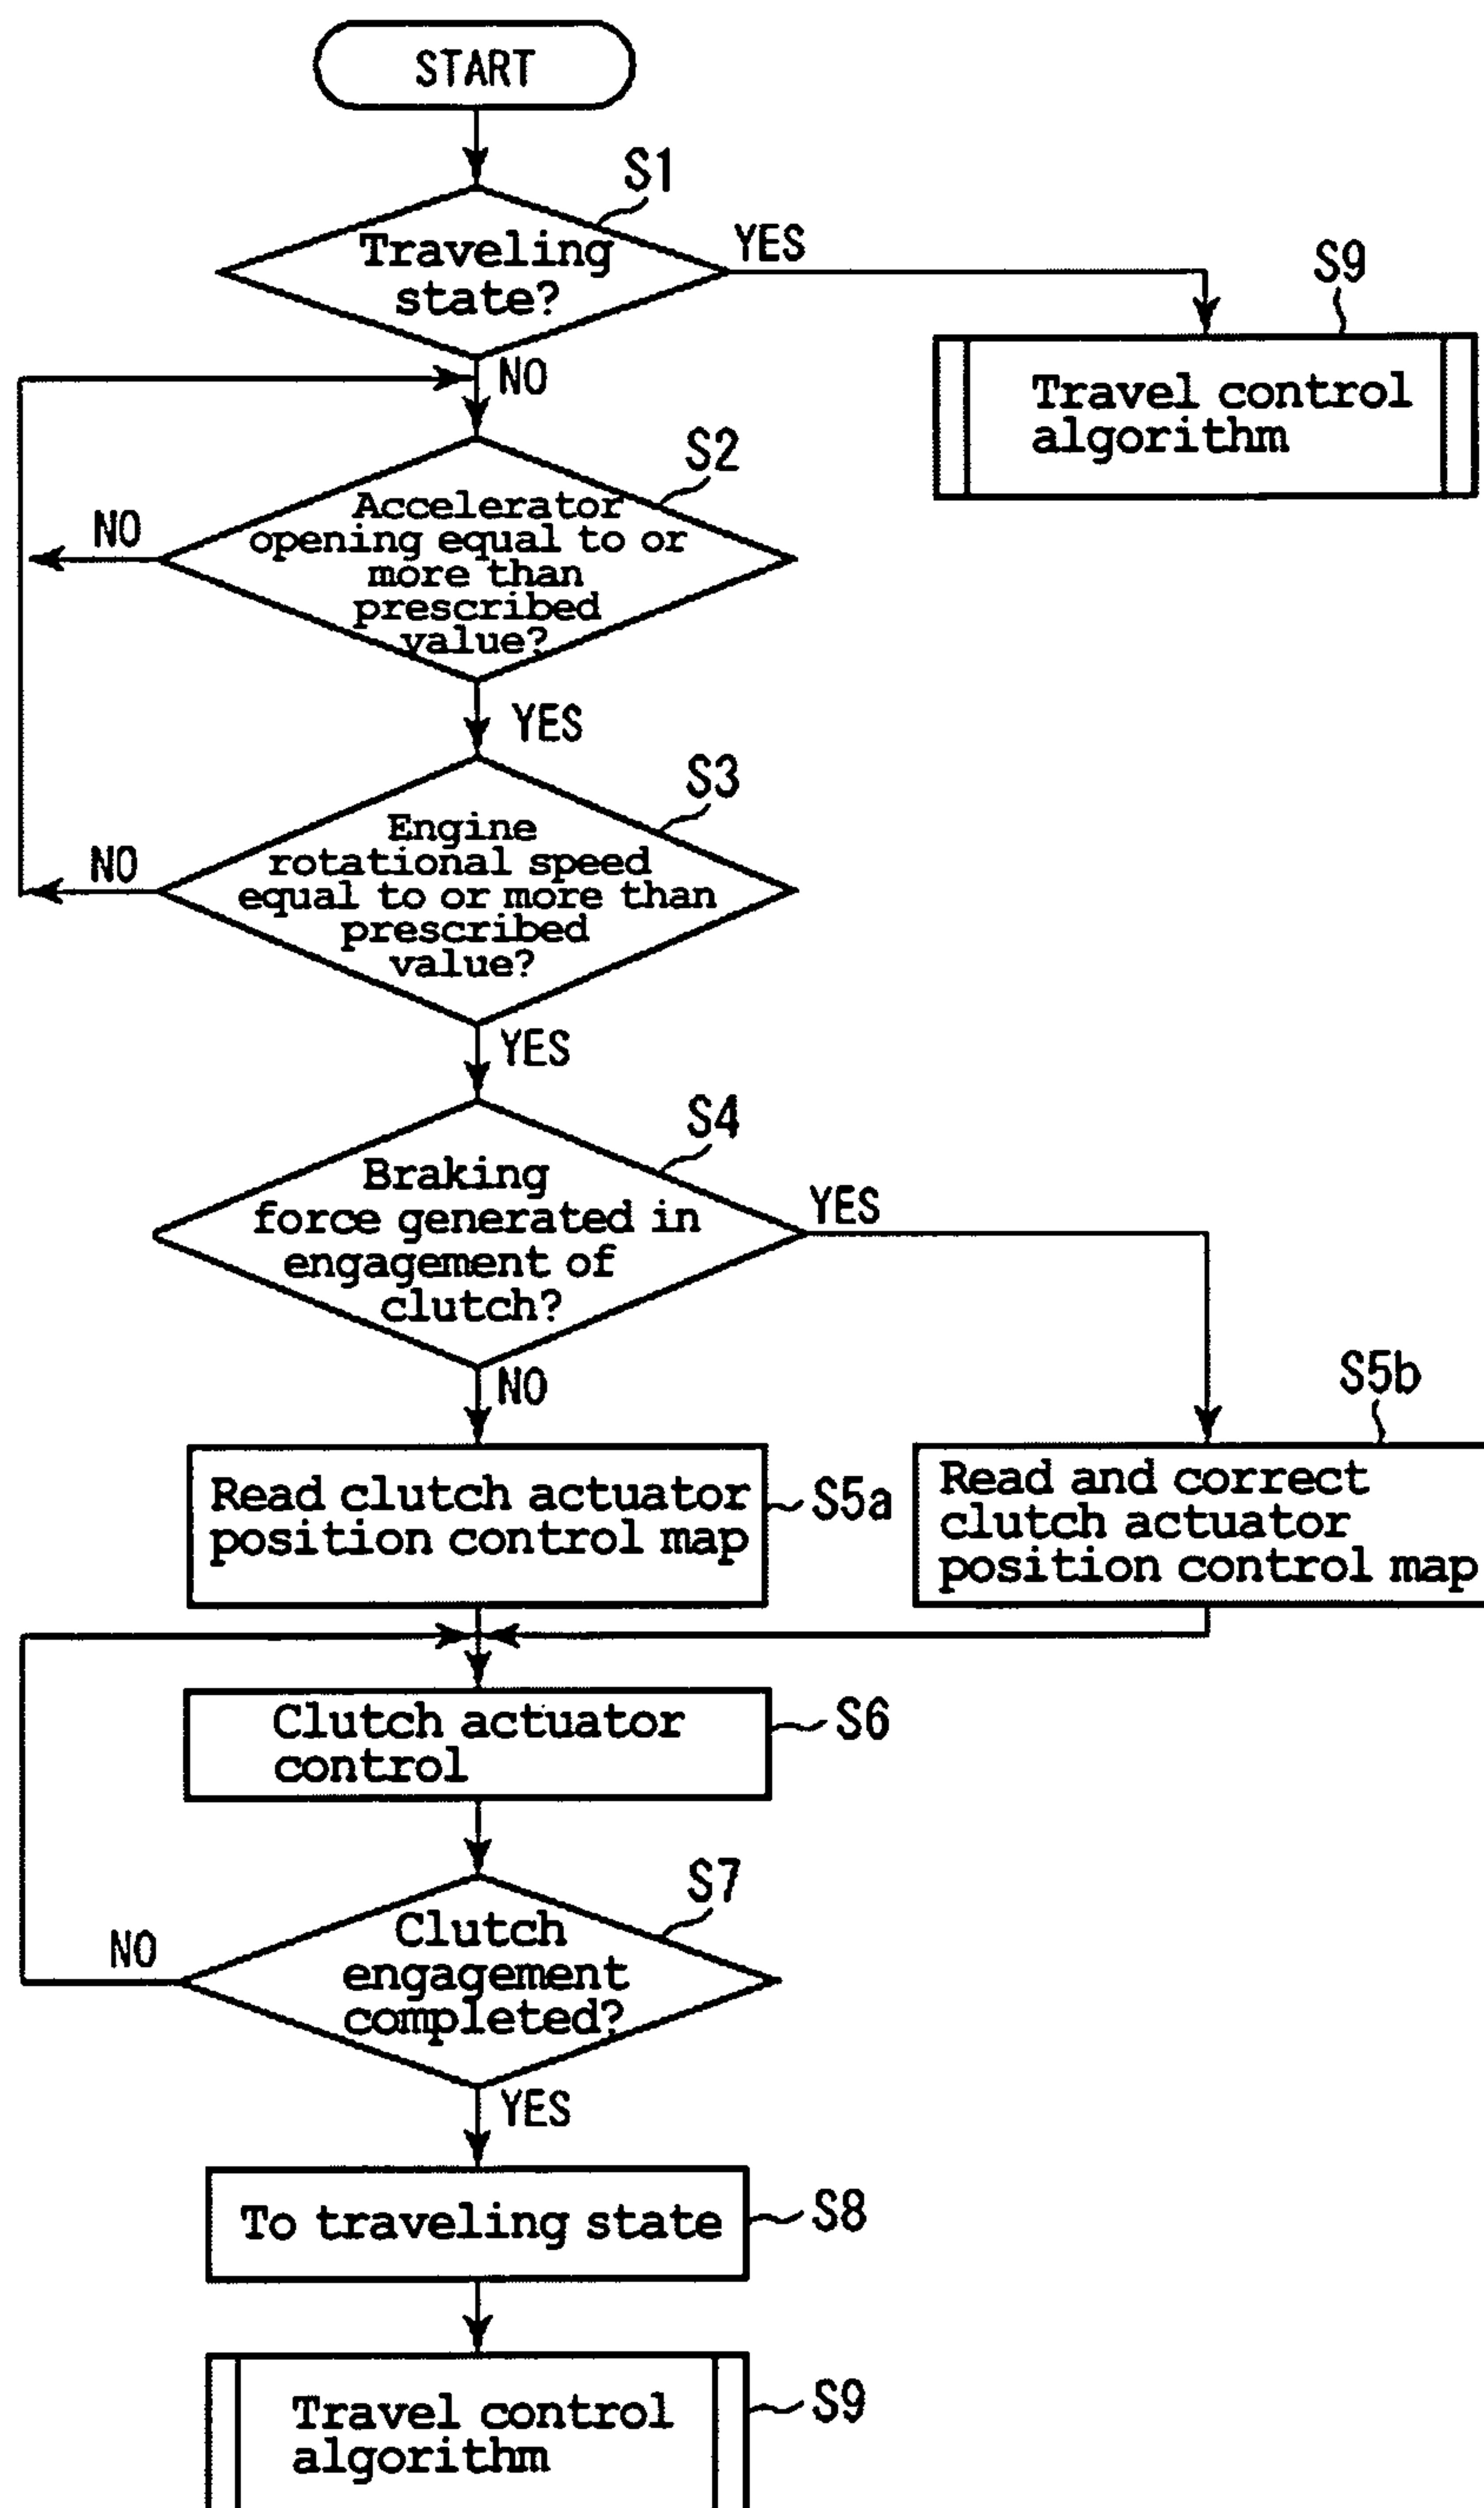 START
S1
Traveling
state?
YES
S9
Travel control
algorithm
NO
S2
Accelerator
opening equal to or
more than
prescribed
value?
NO
YES
S3
Engine
rotational speed
equal to or more than
prescribed
value?
NO
YES
S4
Braking
force generated in
engagement of
clutch?
YES
NO
S5b
Read clutch actuator
position control map
S5a
Read and correct
clutch actuator
position control map
Clutch actuator
control
S6
S7
Clutch
engagement
completed?
NO
YES
To traveling state
S8
Travel control
algorithm
S9